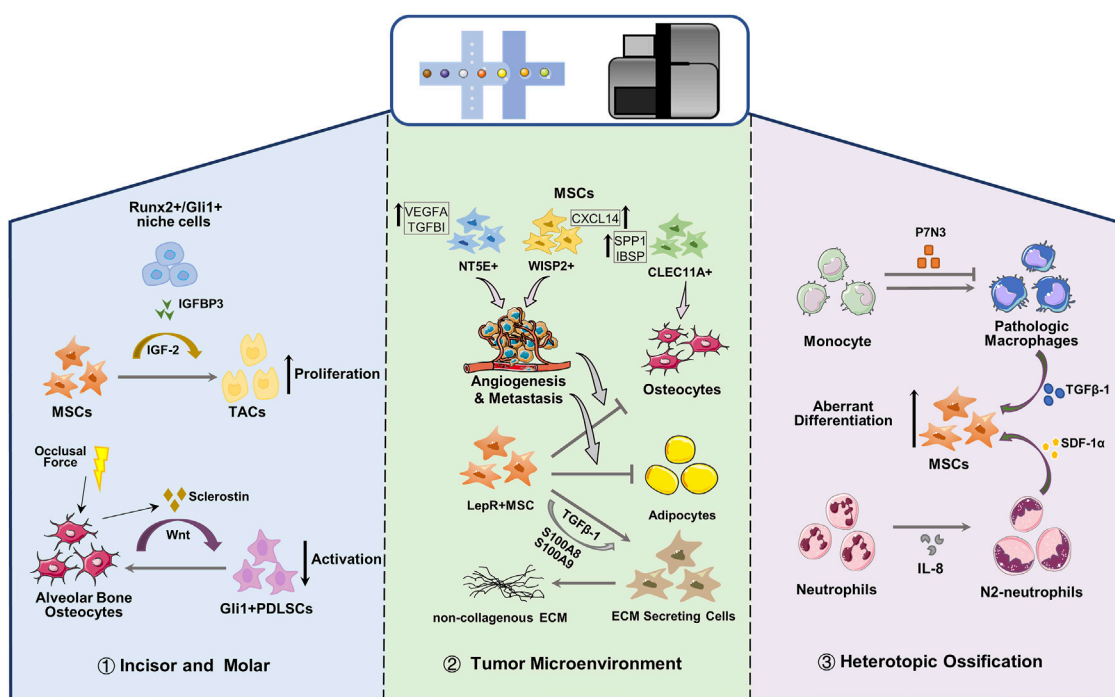 Runx2+/Gli1+
niche cells
IGFBP3
IGF-2
MSCs
TACs
Proliferation
Occlusal
Force
Sclerostin
Wnt
Activation
Alveolar Bone
Osteocytes
Gli1+PDLSCs
① Incisor and Molar
MSCs
VEGFA
TGFBI
CXCL14
SPP1
IBSP
NT5E+
WISP2+
CLEC11A+
Angiogenesis
& Metastasis
Osteocytes
LepR+MSC
Adipocytes
TGFβ-1
S100A8
S100A9
non-collagenous ECM
ECM Secreting Cells
② Tumor Microenvironment
P7N3
Monocyte
Pathologic
Macrophages
TGFβ-1
Aberrant
Differentiation
MSCs
SDF-1α
Neutrophils
IL-8
N2-neutrophils
③ Heterotopic Ossification